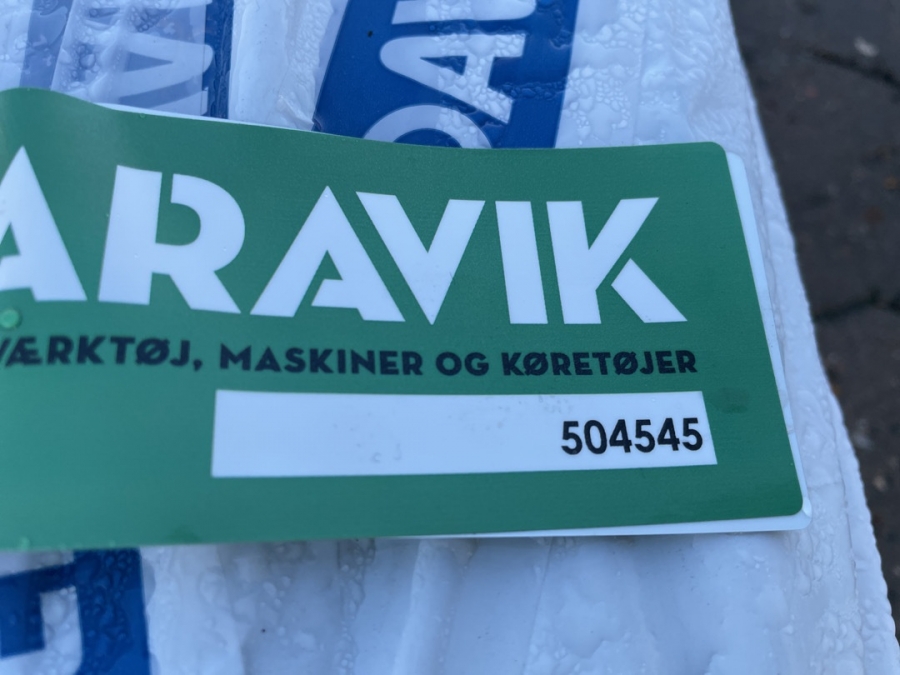 ARAVIK
VÆRKTØJ, MASKINER OG KØRETØJER
504545